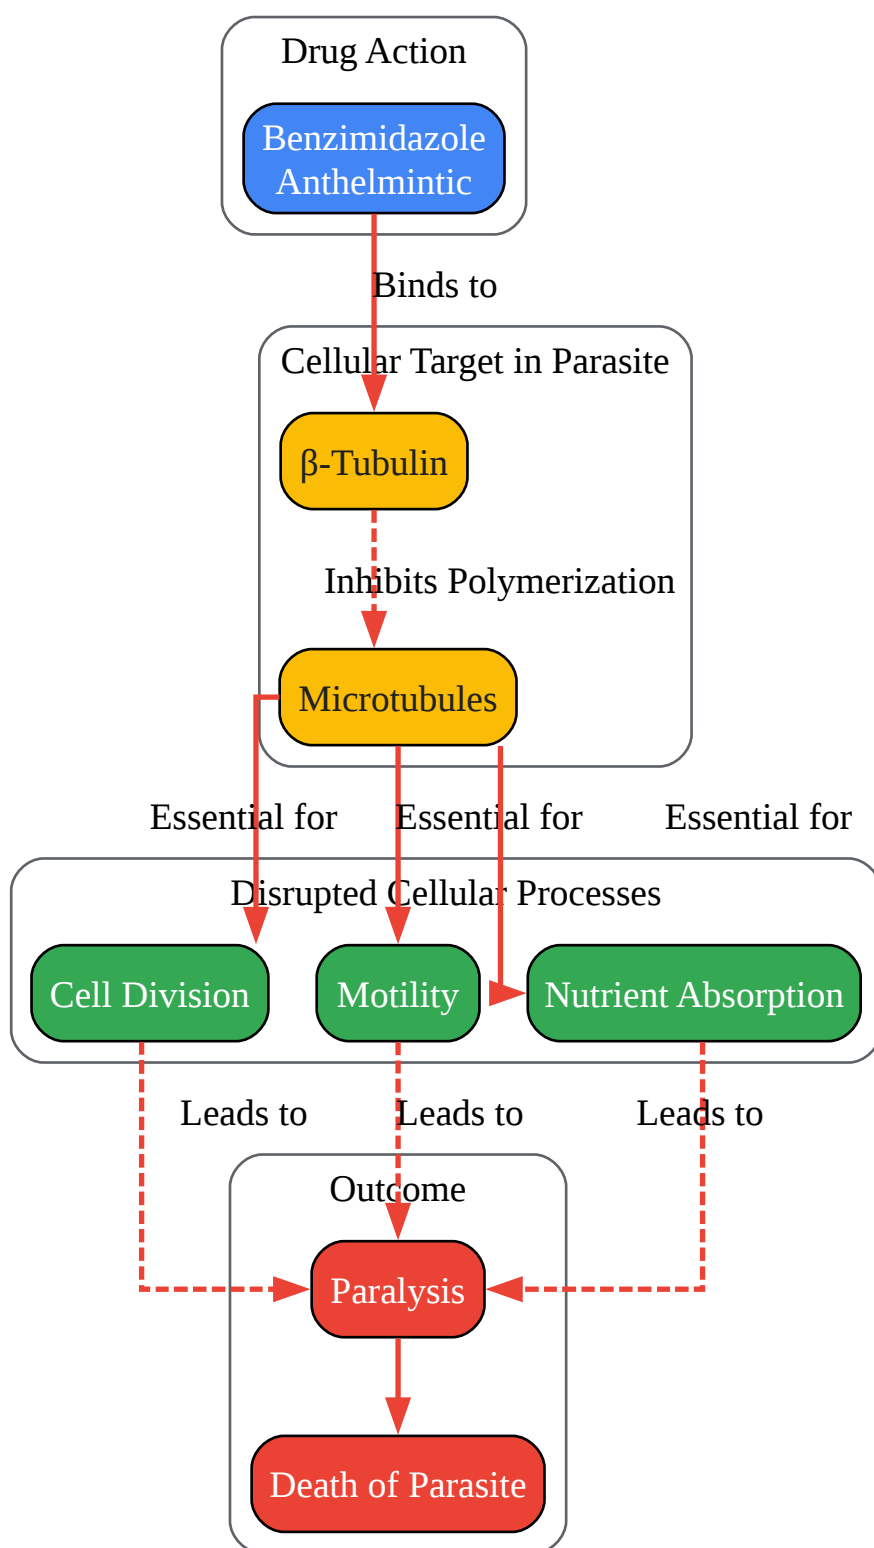 Drug Action
Benzimidazole
Anthelmintic
Binds to
Cellular Target in Parasite
β-Tubulin
Inhibits Polymerization
Microtubules
Essential for
Essential for
Essential for
Disrupted Cellular Processes
Cell Division
Motility
Nutrient Absorption
Leads to
Leads to
Leads to
Outcome
Paralysis
Death of Parasite